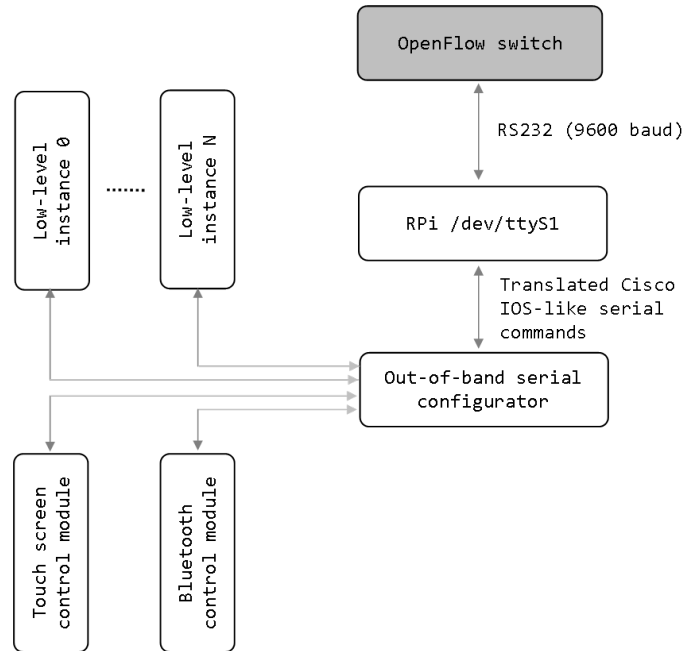 OpenFlow switch
RS232 (9600 baud)
Low-level
instance 0
Low-level
instance N
RPi /dev/ttyS1
Translated Cisco
IOS-like serial
commands
Out-of-band serial
configurator
Touch screen
control module
Bluetooth
control module